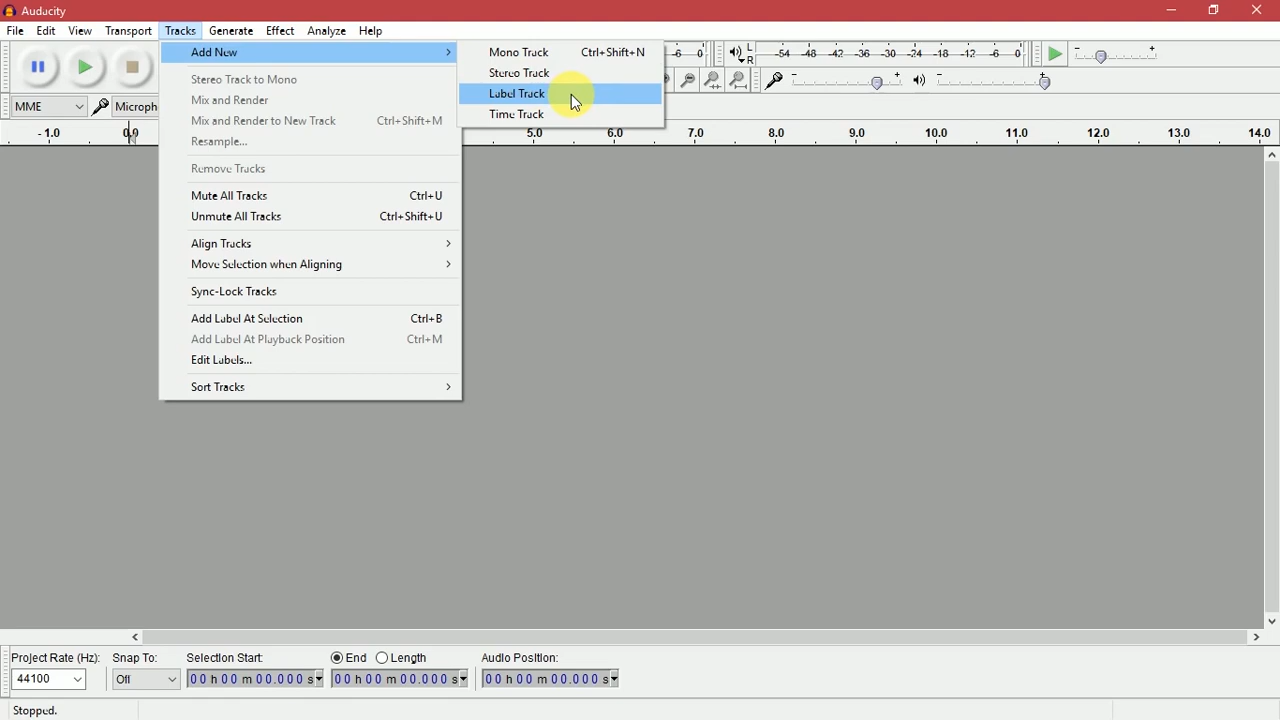 Audacity
File Edit View Transport Tracks Generate Effect Analyze Help
Add New
Mono Track Ctrl+Shift+N
Stereo Track
Label Track
Time Track
L
R
-54 -48 -42 -36 -30 -24 -18 -12 -6 0
-6 0
Stereo Track to Mono
Mix and Render
Mix and Render to New Track Ctrl+Shift+M
Resample...
Remove Tracks
Mute All Tracks Ctrl+U
Unmute All Tracks Ctrl+Shift+U
Align Tracks
Move Selection when Aligning
Sync-Lock Tracks
Add Label At Selection Ctrl+B
Add Label At Playback Position Ctrl+M
Edit Labels...
Sort Tracks
MME
Microph
-1.0 0.0 5.0 6.0 7.0 8.0 9.0 10.0 11.0 12.0 13.0 14.0
Project Rate (Hz): Snap To: Selection Start: End Length Audio Position:
44100 Off 00 h 00 m 00.000 s 00 h 00 m 00.000 s 00 h 00 m 00.000 s
Stopped.